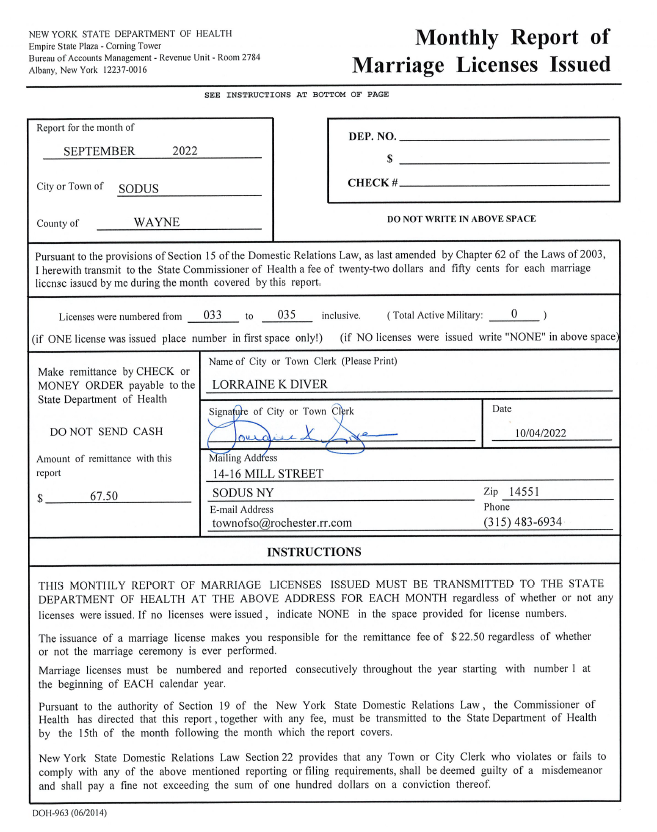 NEW YORK STATE DEPARTMENT OF HEALTH
Empire State Plaza - Corning Tower
Bureau of Accounts Management - Revenue Unit - Room 2784
Albany, New York 12237-0016
Monthly Report of
Marriage Licenses Issued
SEE INSTRUCTIONS AT BOTTOM OF PAGE
Report for the month of
SEPTEMBER 2022
City or Town of SODUS
County of WAYNE
DEP. NO.
$
CHECK #
DO NOT WRITE IN ABOVE SPACE
Pursuant to the provisions of Section 15 of the Domestic Relations Law, as last amended by Chapter 62 of the Laws of 2003,
I herewith transmit to the State Commissioner of Health a fee of twenty-two dollars and fifty cents for each marriage
license issued by me during the month covered by this report.
Licenses were numbered from 033 to 035 inclusive. ( Total Active Military: 0 )
(if ONE license was issued place number in first space only!) (if NO licenses were issued write "NONE" in above space)
Make remittance by CHECK or
MONEY ORDER payable to the
State Department of Health
DO NOT SEND CASH
Amount of remittance with this
report
$ 67.50
Name of City or Town Clerk (Please Print)
LORRAINE K DIVER
Signature of City or Town Clerk
Lorraine K Diver
Date
10/04/2022
Mailing Address
14-16 MILL STREET
SODUS NY
Zip 14551
E-mail Address
townofso@rochester.rr.com
Phone
(315) 483-6934
INSTRUCTIONS
THIS MONTHLY REPORT OF MARRIAGE LICENSES ISSUED MUST BE TRANSMITTED TO THE STATE
DEPARTMENT OF HEALTH AT THE ABOVE ADDRESS FOR EACH MONTH regardless of whether or not any
licenses were issued. If no licenses were issued , indicate NONE in the space provided for license numbers.
The issuance of a marriage license makes you responsible for the remittance fee of $22.50 regardless of whether
or not the marriage ceremony is ever performed.
Marriage licenses must be numbered and reported consecutively throughout the year starting with number 1 at
the beginning of EACH calendar year.
Pursuant to the authority of Section 19 of the New York State Domestic Relations Law , the Commissioner of
Health has directed that this report , together with any fee, must be transmitted to the State Department of Health
by the 15th of the month following the month which the report covers.
New York State Domestic Relations Law Section 22 provides that any Town or City Clerk who violates or fails to
comply with any of the above mentioned reporting or filing requirements, shall be deemed guilty of a misdemeanor
and shall pay a fine not exceeding the sum of one hundred dollars on a conviction thereof.
DOH-963 (06/2014)